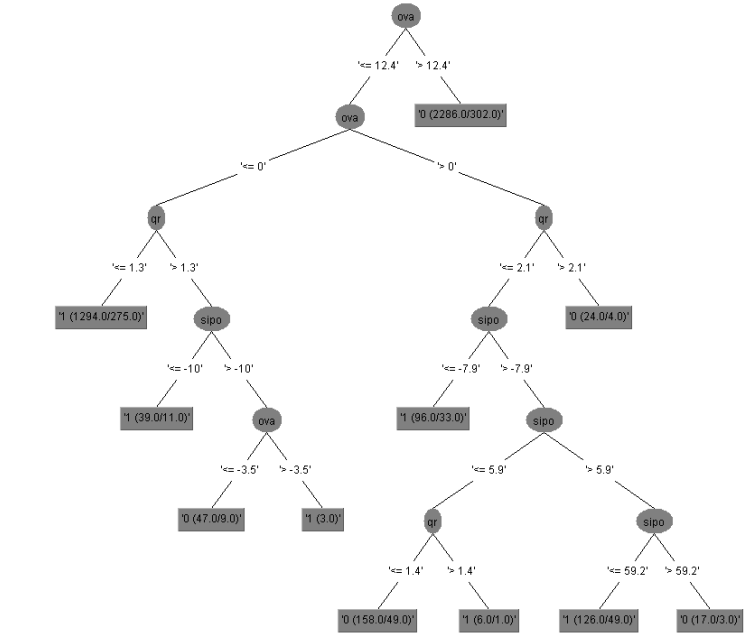 ova
'<= 12.4' '> 12.4'
ova '0 (2286.0/302.0)'
'<= 0' '> 0'
qr qr
'<= 1.3' '> 1.3' '<= 2.1' '> 2.1'
'1 (1294.0/275.0)' sipo sipo '0 (24.0/4.0)'
'<= -10' '> -10' '<= -7.9' '> -7.9'
'1 (39.0/11.0)' ova '1 (96.0/33.0)' sipo
'<= -3.5' '> -3.5' '<= 5.9' '> 5.9'
'0 (47.0/9.0)' '1 (3.0)' qr sipo
'<= 1.4' '> 1.4' '<= 59.2' '> 59.2'
'0 (158.0/49.0)' '1 (6.0/1.0)' '1 (126.0/49.0)' '0 (17.0/3.0)'